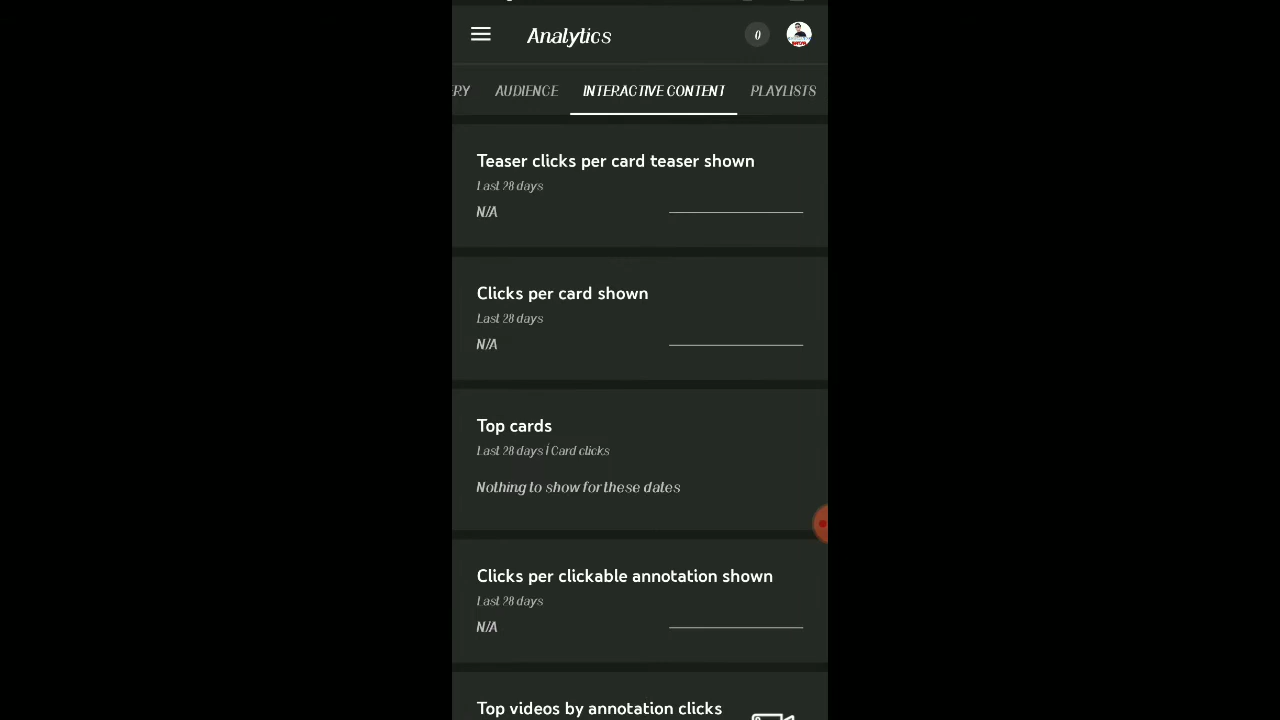 Analytics
0
RY AUDIENCE INTERACTIVE CONTENT PLAYLISTS
Teaser clicks per card teaser shown
Last 28 days
N/A
Clicks per card shown
Last 28 days
N/A
Top cards
Last 28 days Í Card clicks
Nothing to show for these dates
Clicks per clickable annotation shown
Last 28 days
N/A
Top videos by annotation clicks